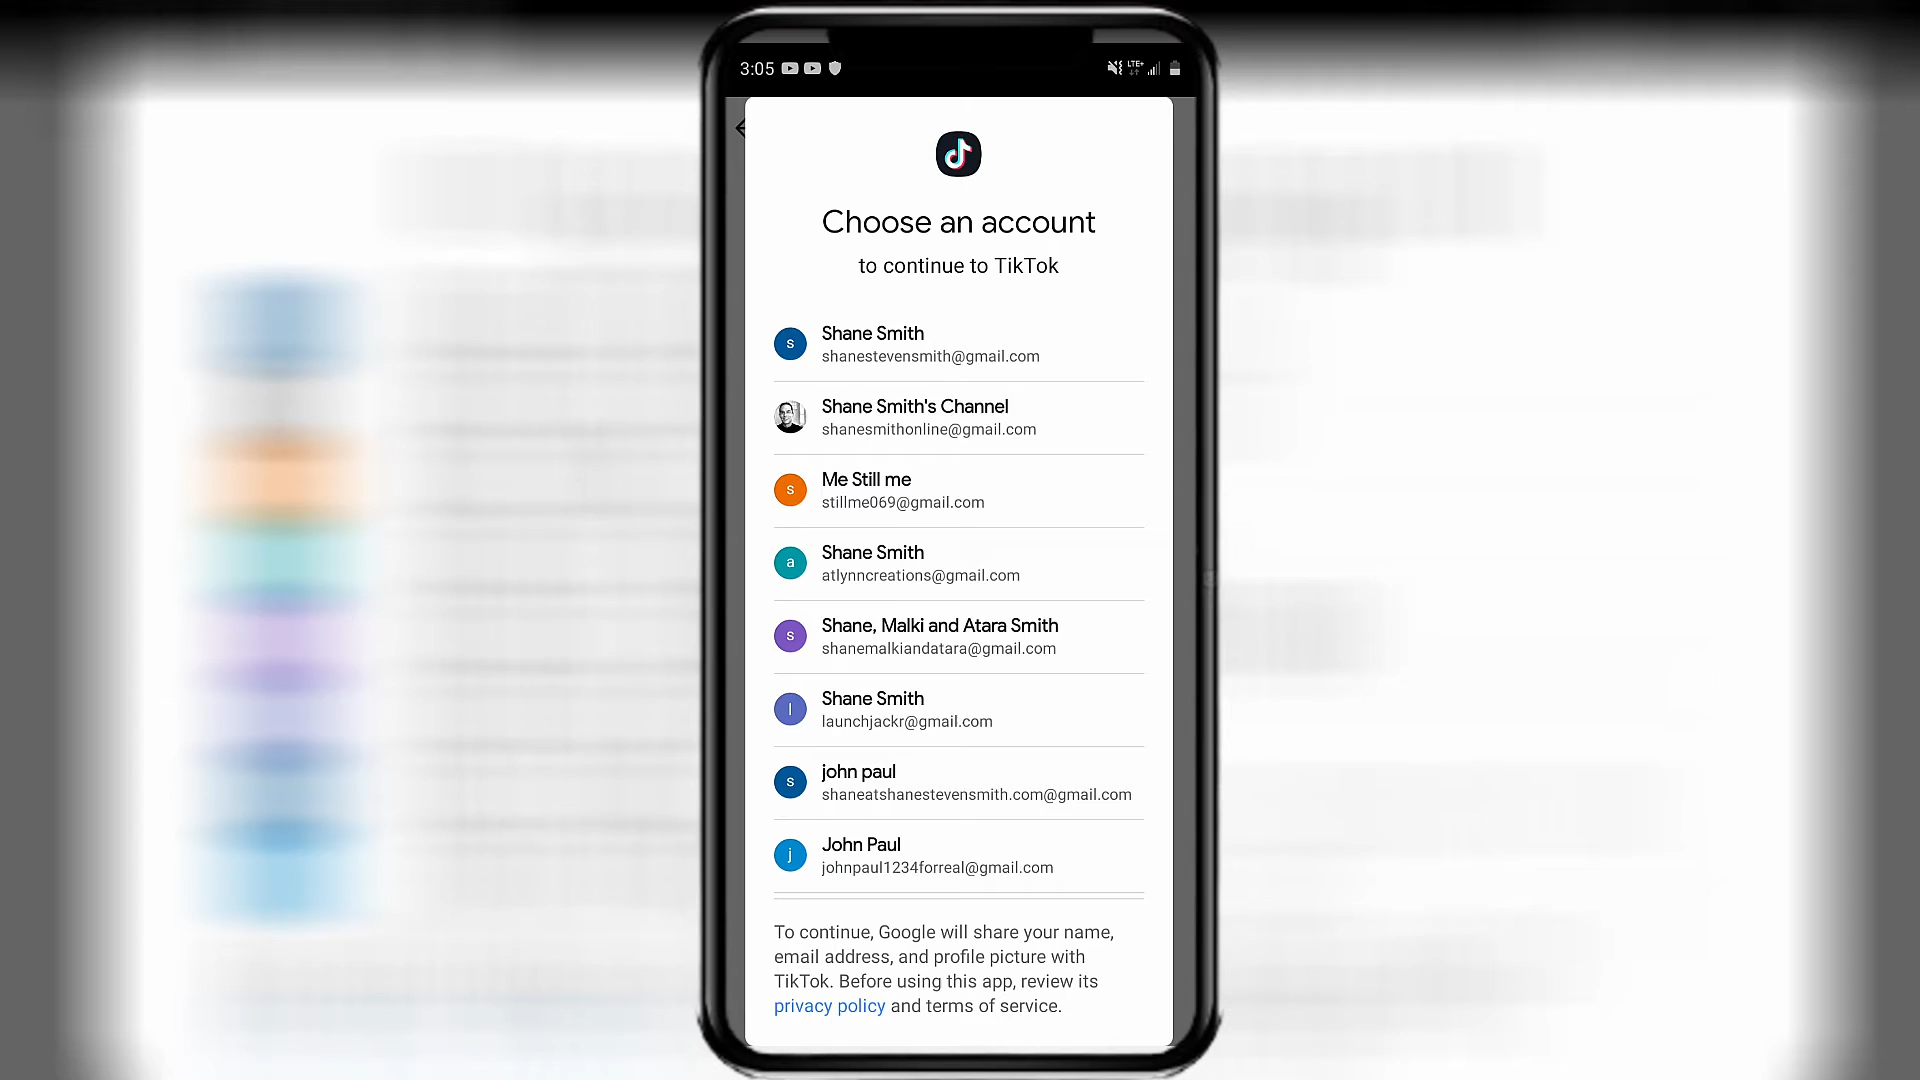 3:05
LTE+
Choose an account
to continue to TikTok
s
Shane Smith
shanestevensmith@gmail.com
Shane Smith's Channel
shanesmithonline@gmail.com
s
Me Still me
stillme069@gmail.com
a
Shane Smith
atlynncreations@gmail.com
s
Shane, Malki and Atara Smith
shanemalkiandatara@gmail.com
l
Shane Smith
launchjackr@gmail.com
s
john paul
shaneatshanestevensmith.com@gmail.com
j
John Paul
johnpaul1234forreal@gmail.com
To continue, Google will share your name,
email address, and profile picture with
TikTok. Before using this app, review its
privacy policy and terms of service.